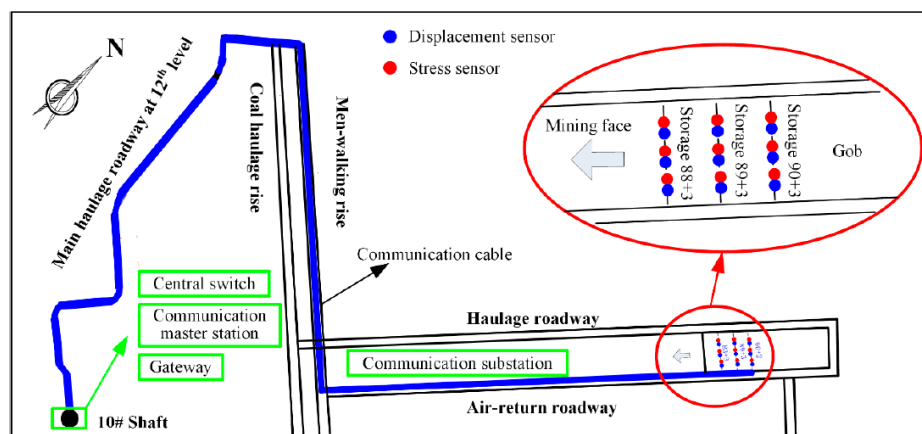 N
Displacement sensor
Stress sensor
Main haulage roadway at 12th level
Coal haulage rise
Men-walking rise
Mining face
Storage 88+3
Storage 89+3
Storage 90+3
Gob
Communication cable
Central switch
Communication
master station
Gateway
Haulage roadway
Communication substation
10# Shaft
Air-return roadway